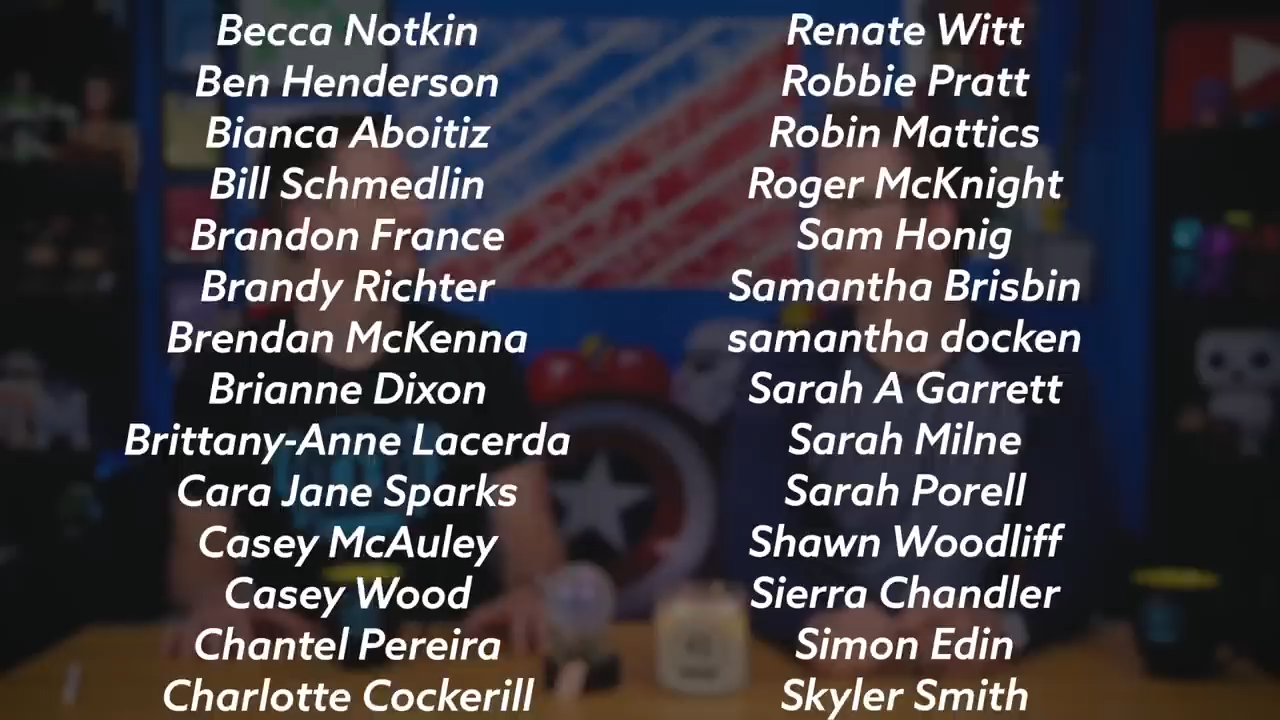 Becca Notkin
Ben Henderson
Bianca Aboitiz
Bill Schmedlin
Brandon France
Brandy Richter
Brendan McKenna
Brianne Dixon
Brittany-Anne Lacerda
Cara Jane Sparks
Casey McAuley
Casey Wood
Chantel Pereira
Charlotte Cockerill
Renate Witt
Robbie Pratt
Robin Mattics
Roger McKnight
Sam Honig
Samantha Brisbin
samantha docken
Sarah A Garrett
Sarah Milne
Sarah Porell
Shawn Woodliff
Sierra Chandler
Simon Edin
Skyler Smith